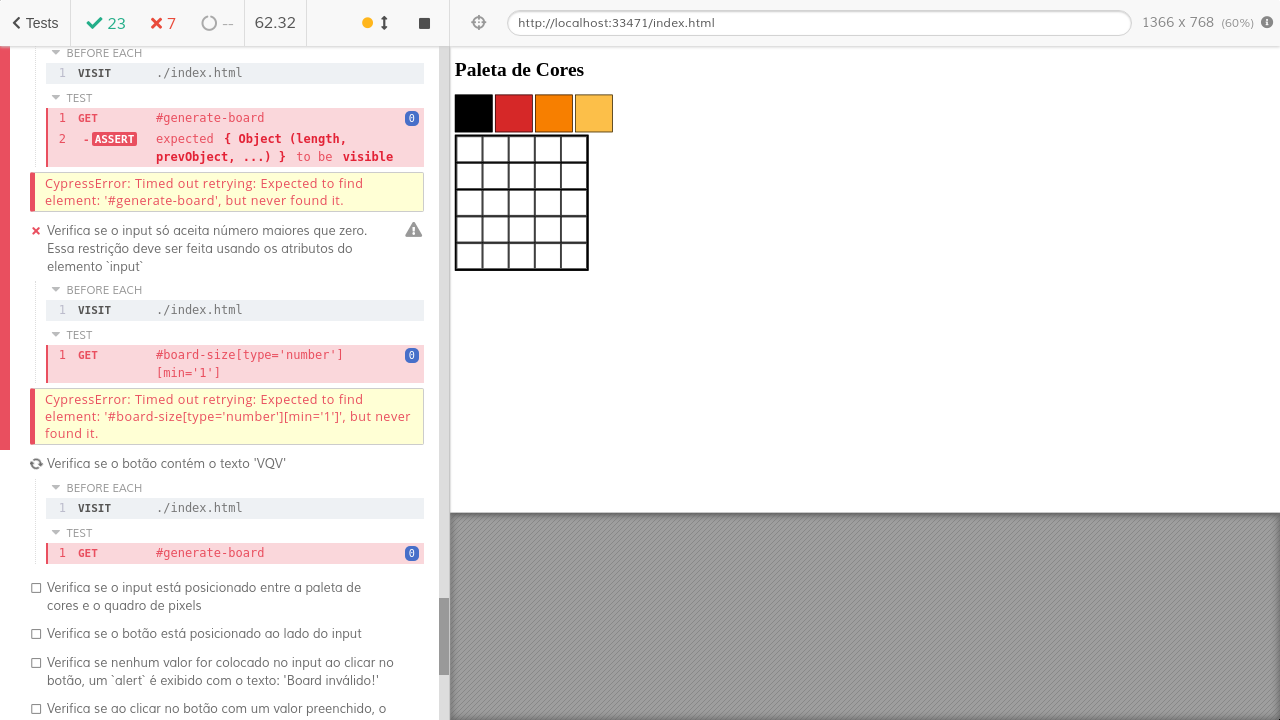 Tests 23 7 -- 62.32
http://localhost:33471/index.html 1366 x 768 (60%)
BEFORE EACH
1 VISIT ./index.html
TEST
1 GET #generate-board 0
2 -ASSERT expected { Object (length,
prevObject, ...) } to be visible
CypressError: Timed out retrying: Expected to find
element: '#generate-board', but never found it.
Verifica se o input só aceita número maiores que zero.
Essa restrição deve ser feita usando os atributos do
elemento `input`
BEFORE EACH
1 VISIT ./index.html
TEST
1 GET #board-size[type='number']
[min='1'] 0
CypressError: Timed out retrying: Expected to find
element: '#board-size[type='number'][min='1']', but never
found it.
Verifica se o botão contém o texto 'VQV'
BEFORE EACH
1 VISIT ./index.html
TEST
1 GET #generate-board 0
Verifica se o input está posicionado entre a paleta de
cores e o quadro de pixels
Verifica se o botão está posicionado ao lado do input
Verifica se nenhum valor for colocado no input ao clicar no
botão, um `alert` é exibido com o texto: 'Board inválido!'
Verifica se ao clicar no botão com um valor preenchido, o
Paleta de Cores